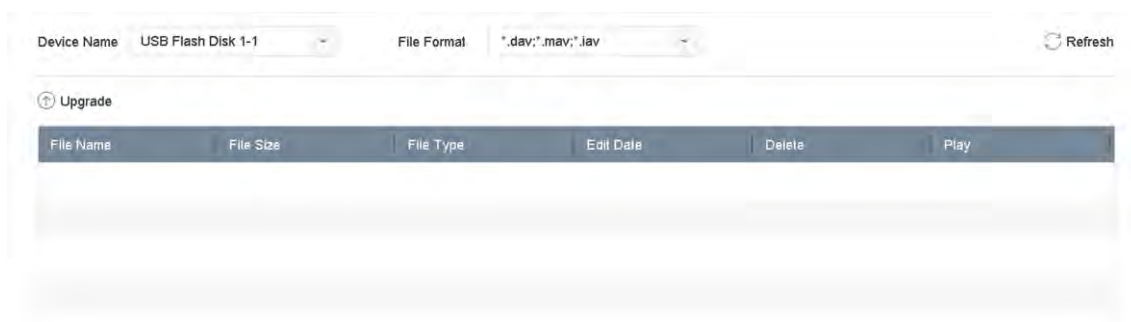 Device Name USB Flash Disk 1-1 File Format *.dav;*.mav;*.iav Refresh
Upgrade
File Name File Size File Type Edit Date Delete Play